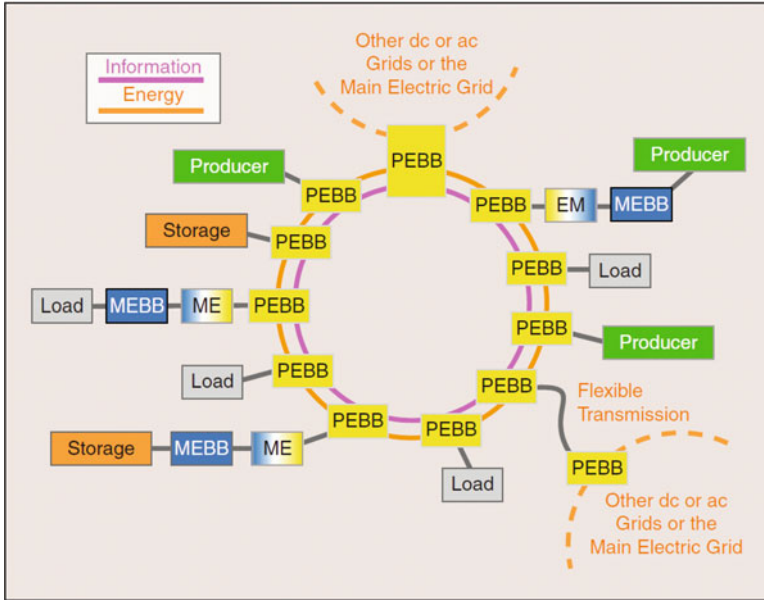 Other dc or ac
Grids or the
Main Electric Grid
Information
Energy
PEBB
Producer
Producer
PEBB
PEBB
EM
MEBB
Storage
PEBB
PEBB
Load
Load
MEBB
ME
PEBB
PEBB
Producer
Load
PEBB
PEBB
Flexible
Transmission
PEBB
PEBB
Storage
MEBB
ME
Load
PEBB
Other dc or ac
Grids or the
Main Electric Grid